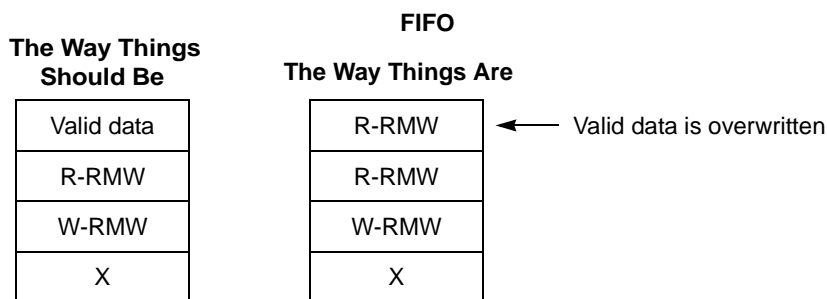 FIFO
The Way Things
Should Be
The Way Things Are
Valid data
R-RMW
W-RMW
X
R-RMW
R-RMW
W-RMW
X
Valid data is overwritten